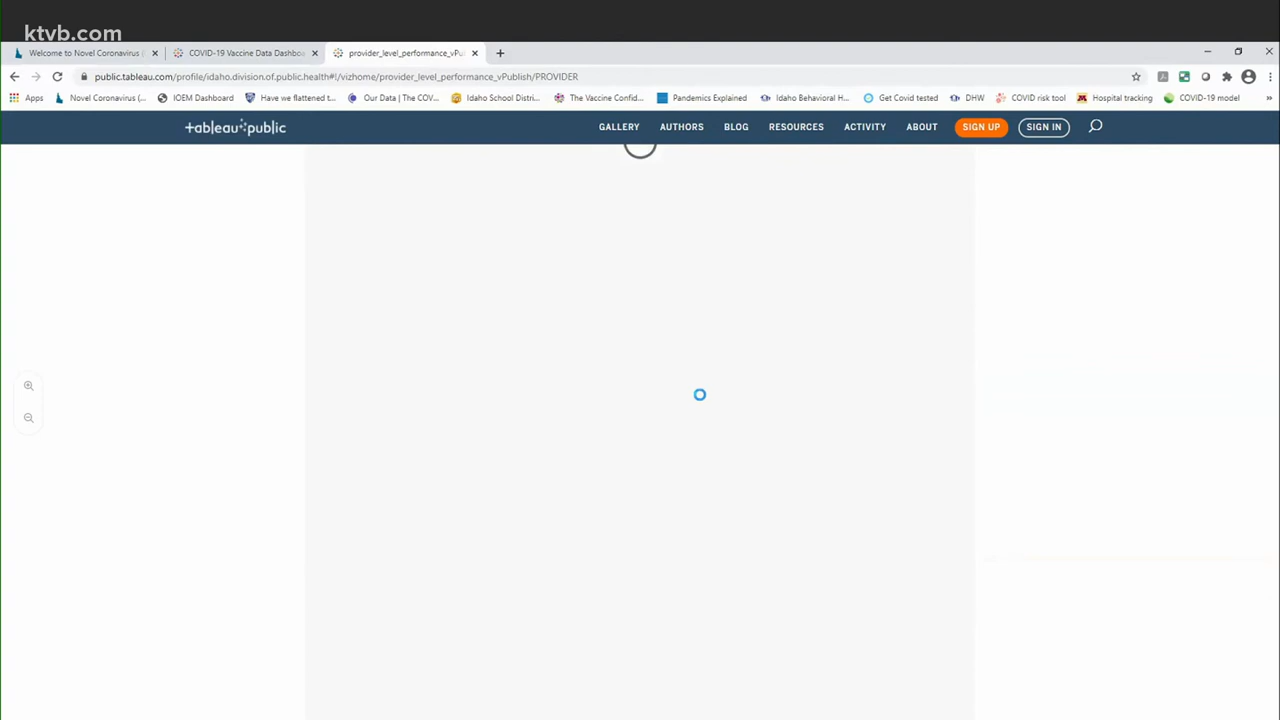 ktvb.com
Welcome to Novel Coronavirus
COVID-19 Vaccine Data Dashboa
provider_level_performance_vPub
public.tableau.com/profile/idaho.division.of.public.health#!/vizhome/provider_level_performance_vPublish/PROVIDER
Apps Novel Coronavirus (... IOEM Dashboard Have we flattened t... Our Data | The COV... Idaho School Distri... The Vaccine Confid... Pandemics Explained Idaho Behavioral H... Get Covid tested DHW COVID risk tool Hospital tracking COVID-19 model »
tableau public GALLERY AUTHORS BLOG RESOURCES ACTIVITY ABOUT SIGN UP SIGN IN